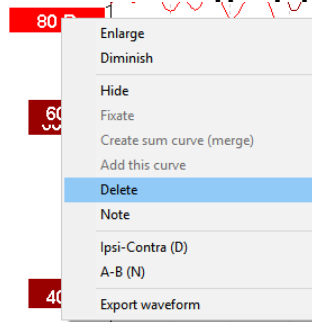 80 R
Enlarge
Diminish
Hide
60
Fixate
Create sum curve (merge)
Add this curve
Delete
Note
Ipsi-Contra (D)
A-B (N)
40
Export waveform